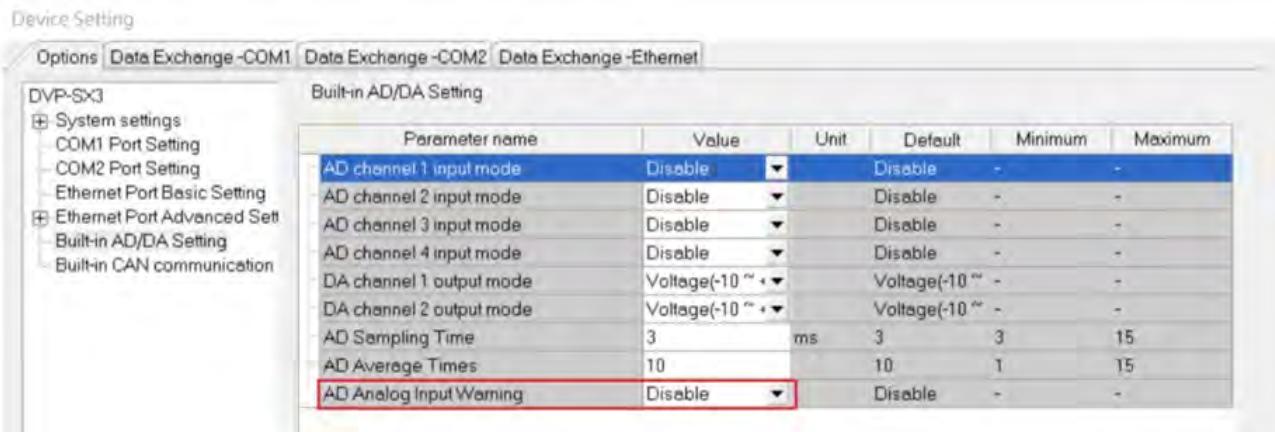 Device Setting
Options Data Exchange -COM1 Data Exchange -COM2 Data Exchange -Ethernet
DVP-SX3
System settings
COM1 Port Setting
COM2 Port Setting
Ethernet Port Basic Setting
Ethernet Port Advanced Sett
Built-in AD/DA Setting
Built-in CAN communication
Built-in AD/DA Setting
Parameter name Value Unit Default Minimum Maximum
AD channel 1 input mode Disable Disable - -
AD channel 2 input mode Disable Disable - -
AD channel 3 input mode Disable Disable - -
AD channel 4 input mode Disable Disable - -
DA channel 1 output mode Voltage(-10 ~ + Voltage(-10 ~ - -
DA channel 2 output mode Voltage(-10 ~ + Voltage(-10 ~ - -
AD Sampling Time 3 ms 3 3 15
AD Average Times 10 10 1 15
AD Analog Input Warning Disable Disable - -